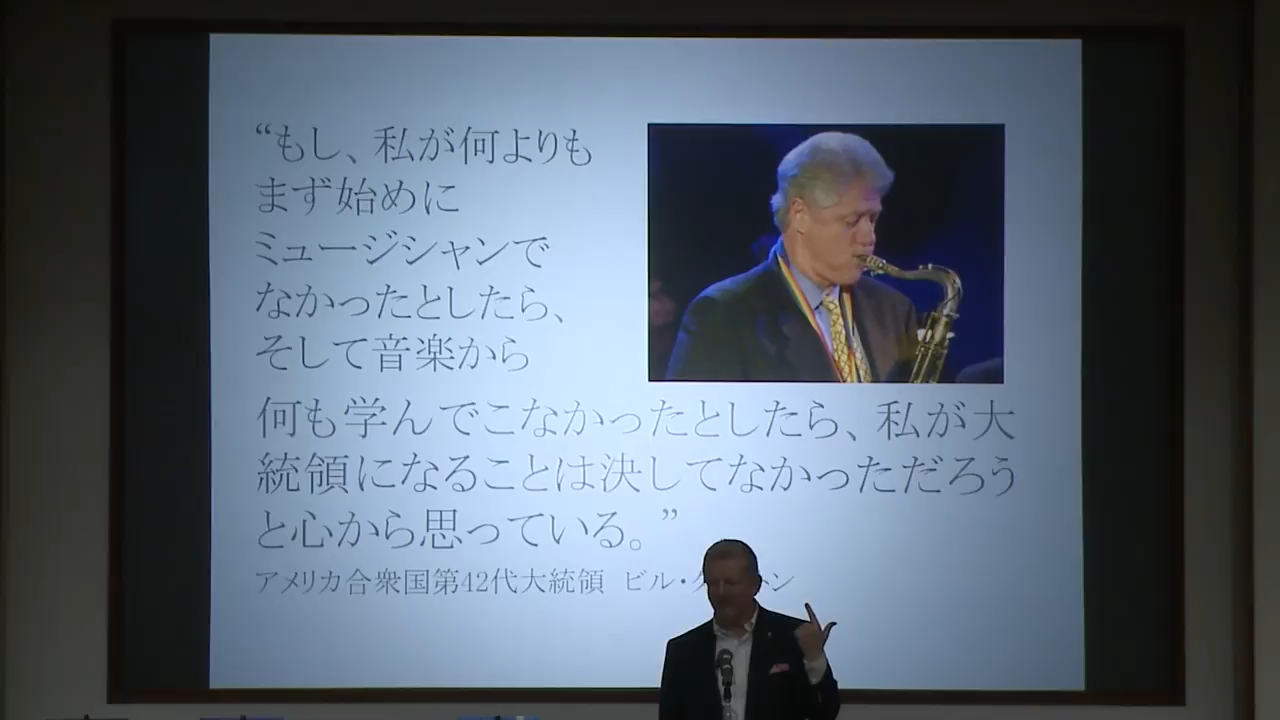 “もし、私が何よりも
まず始めに
ミュージシャンで
なかったとしたら、
そして音楽から
何も学んでこなかったとしたら、私が大
統領になることは決してなかっただろう
と心から思っている。”
アメリカ合衆国第42代大統領 ビル・